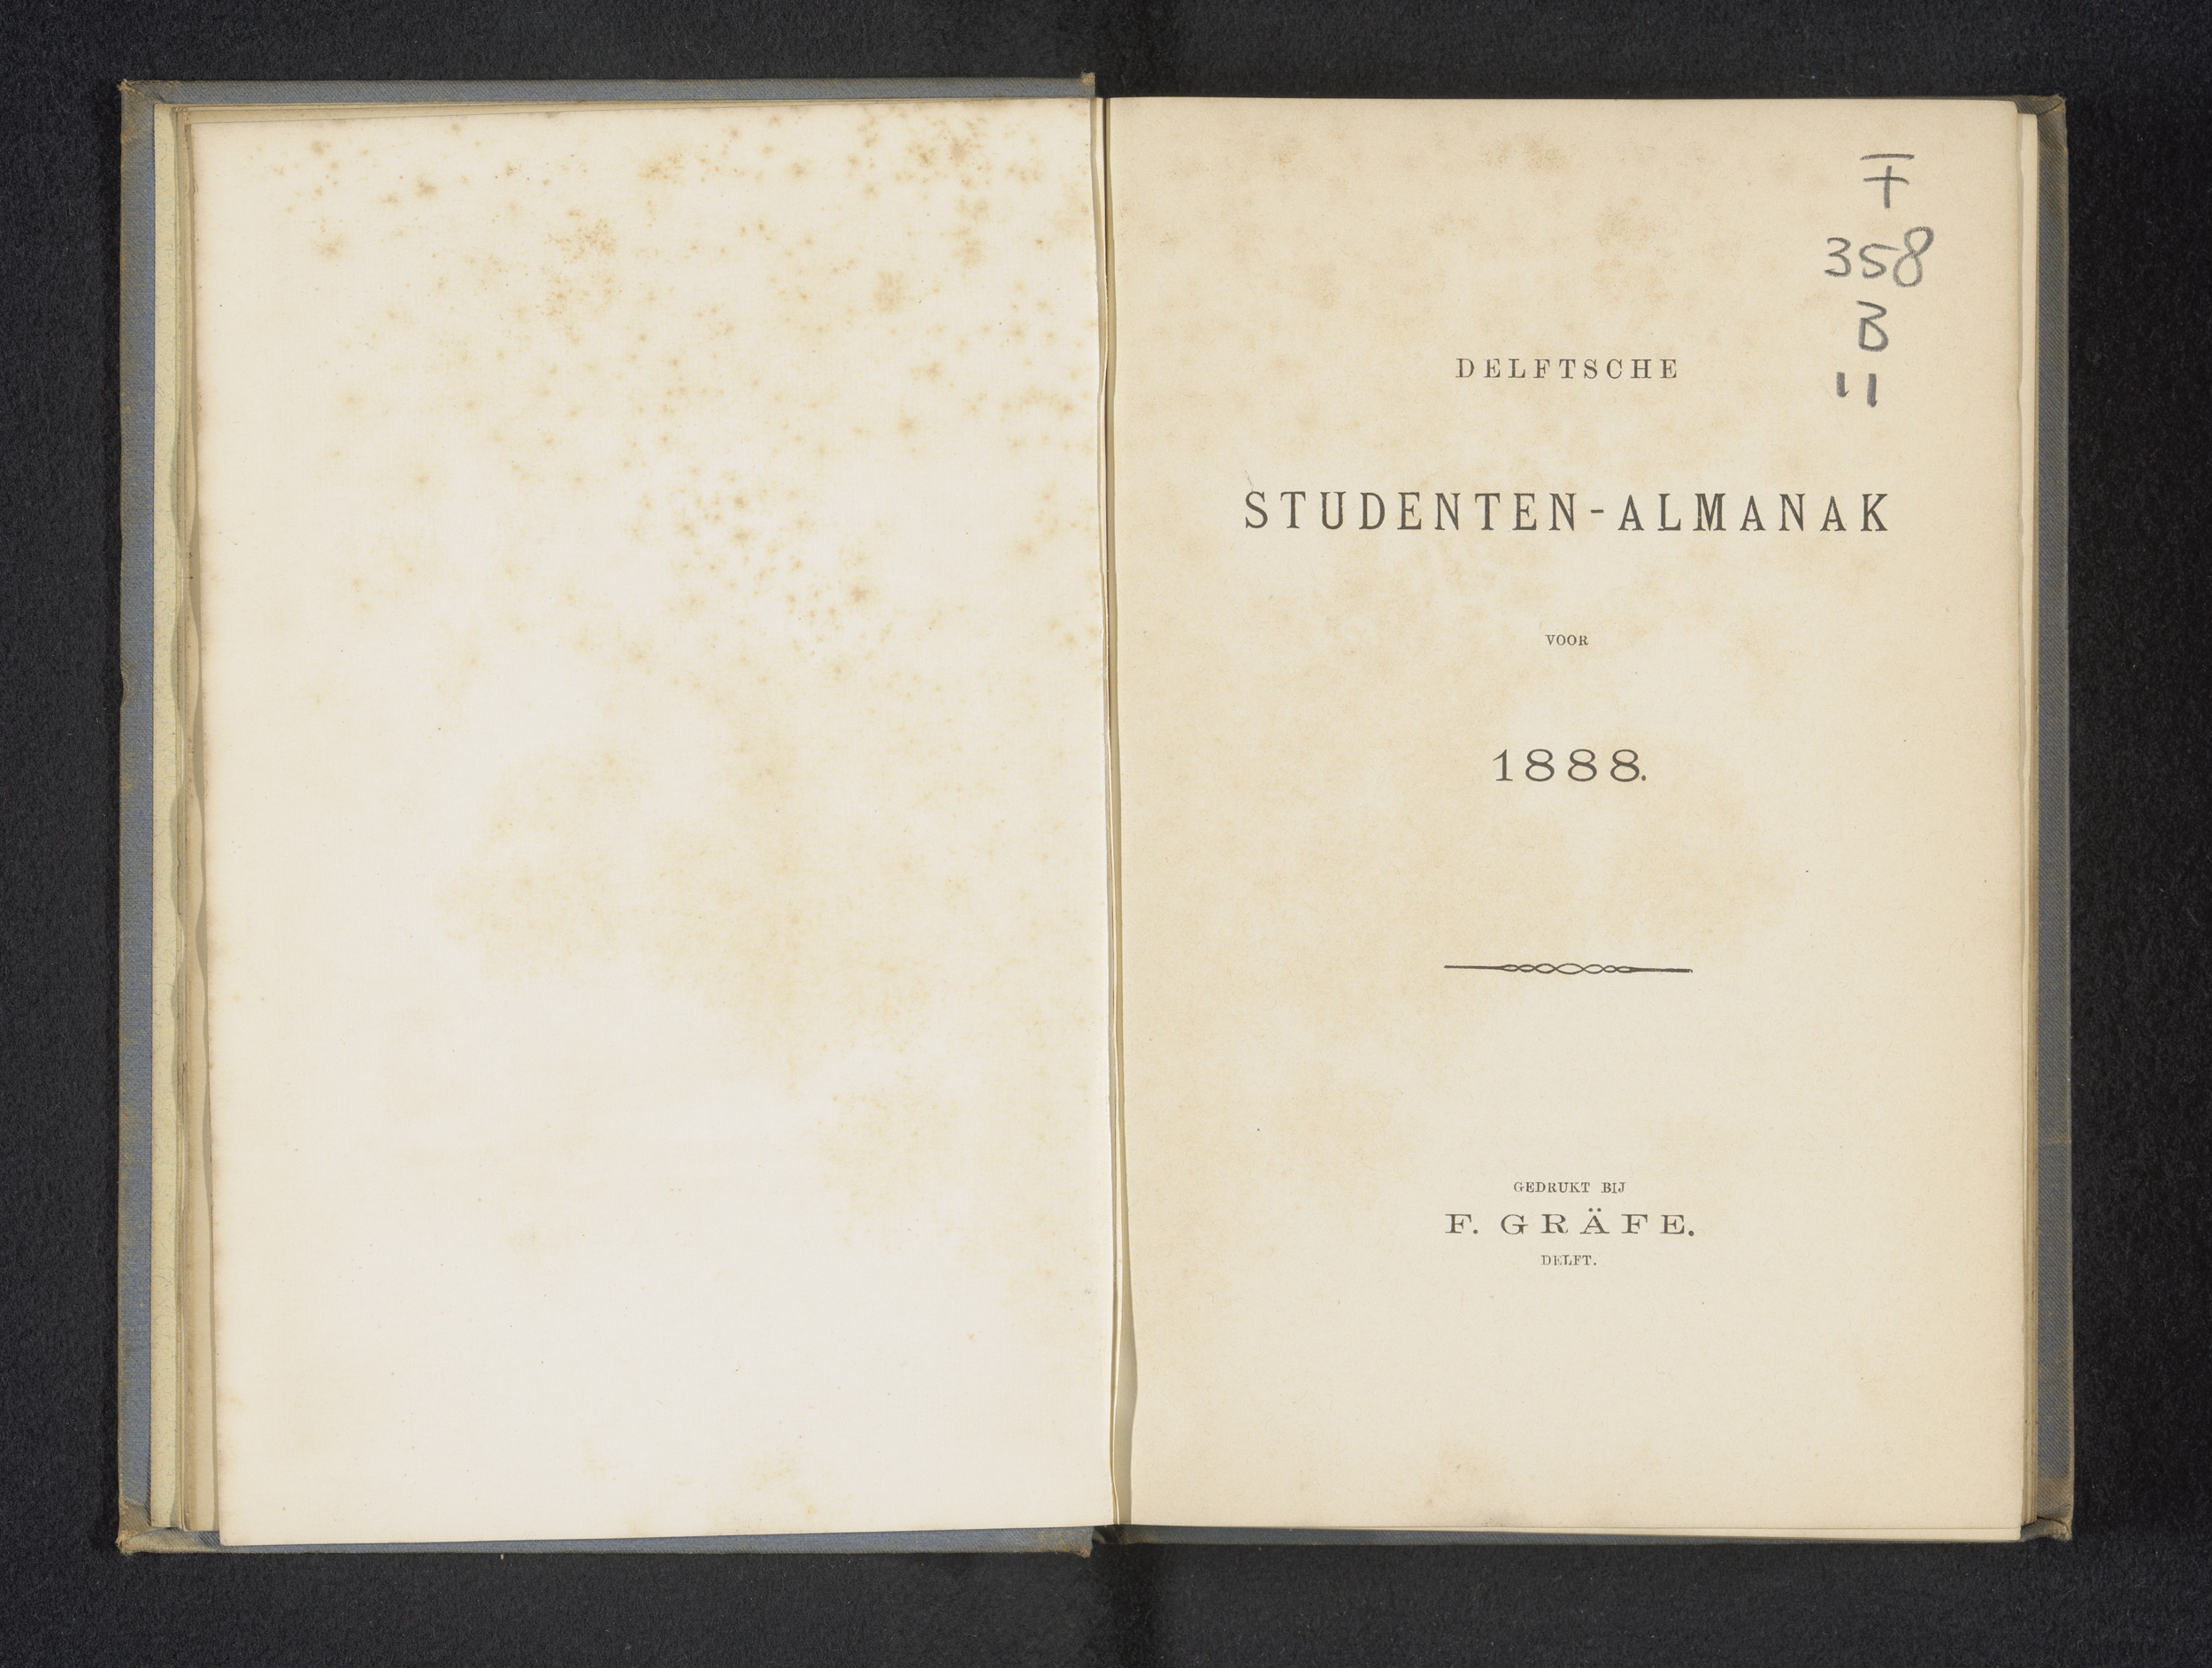 F
358
B
11
DELFTSCHE
STUDENTEN-ALMANAK
VOOR
1888.
GEDRUKT BIJ
F. GRÄFE.
DELFT.